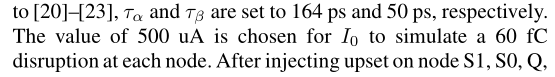 to [20]–[23], τα and τβ are set to 164 ps and 50 ps, respectively.
The value of 500 uA is chosen for I0 to simulate a 60 fC
disruption at each node. After injecting upset on node S1, S0, Q,